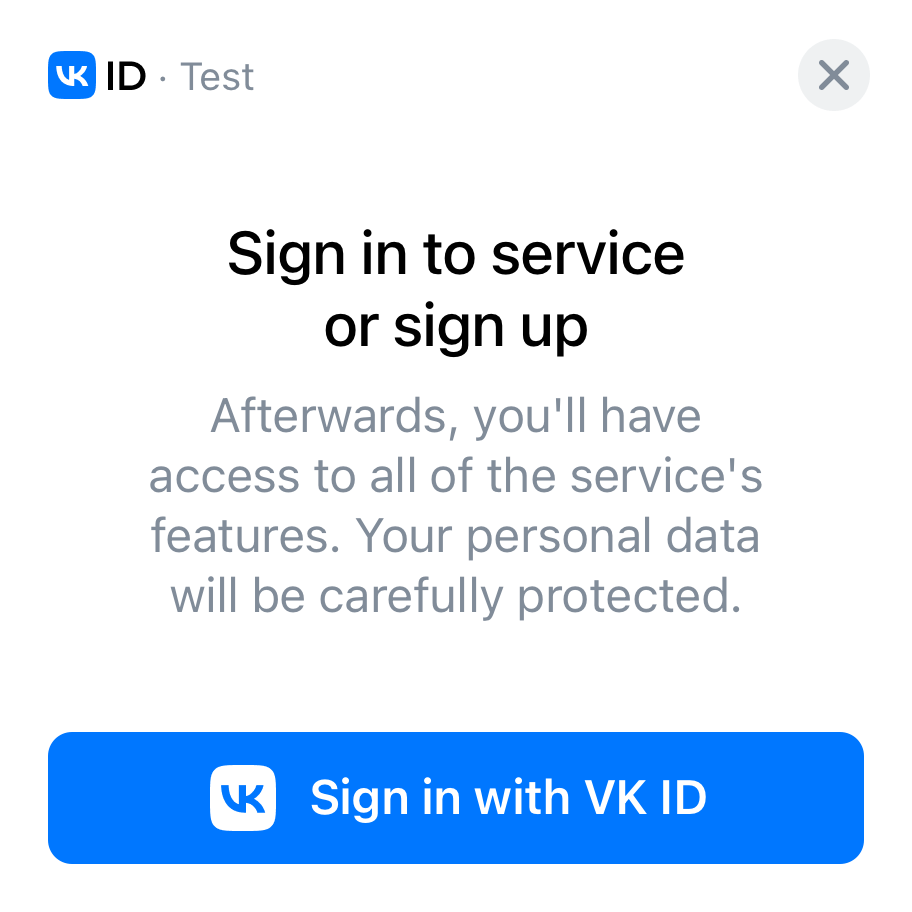 VK ID · Test
Sign in to service
or sign up
Afterwards, you'll have
access to all of the service's
features. Your personal data
will be carefully protected.
VK Sign in with VK ID